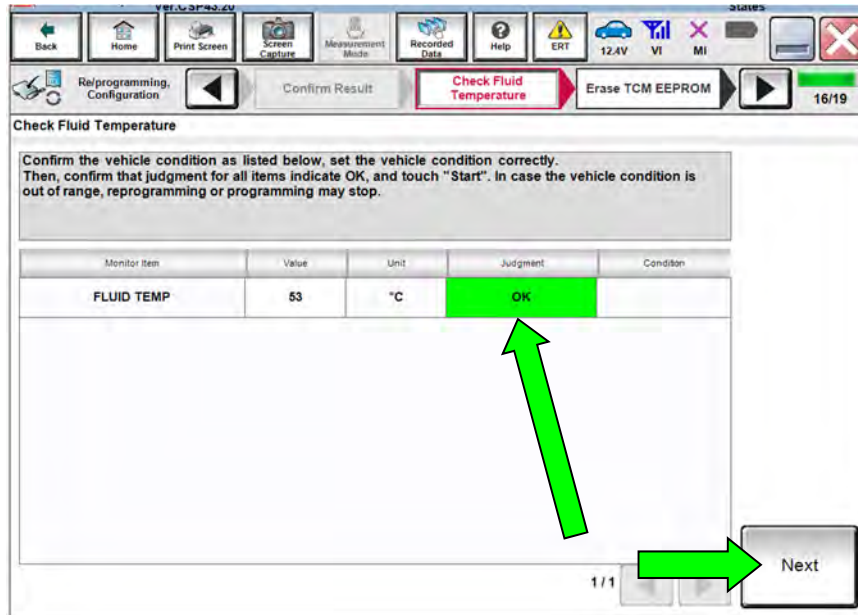 Ver.CSP43.20
States
Back
Home
Print Screen
Screen
Capture
Measurement
Mode
Recorded
Data
Help
ERT
12.4V
VI
MI
Re/programming,
Configuration
Confirm Result
Check Fluid
Temperature
Erase TCM EEPROM
16/19
Check Fluid Temperature
Confirm the vehicle condition as listed below, set the vehicle condition correctly.
Then, confirm that judgment for all items indicate OK, and touch "Start". In case the vehicle condition is
out of range, reprogramming or programming may stop.
Monitor Item Value Unit Judgment Condition
FLUID TEMP 53 °C OK
1/1
Next